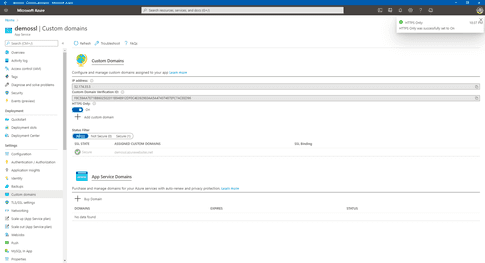 Microsoft Azure
Search resources, services, and docs (G+/)
Home >
demossl | Custom domains
App Service
HTTPS Only
10:27 PM
HTTPS Only was successfully set to On
Search (Ctrl+/)
Refresh
Troubleshoot
FAQs
Overview
Activity log
Access control (IAM)
Tags
Diagnose and solve problems
Security
Events (preview)
Deployment
Quickstart
Deployment slots
Deployment Center
Settings
Configuration
Authentication / Authorization
Application Insights
Identity
Backups
Custom domains
TLS/SSL settings
Networking
Scale up (App Service plan)
Scale out (App Service plan)
WebJobs
Push
MySQL In App
Properties
Custom Domains
Configure and manage custom domains assigned to your app Learn more
IP address:
Custom Domain Verification ID:
HTTPS Only:
On
Add custom domain
Status Filter
All (1)
Not Secure (0)
Secure (1)
SSL STATE
ASSIGNED CUSTOM DOMAINS
SSL Binding
Secure
App Service Domains
Purchase and manage domains for your Azure services with auto-renew and privacy protection. Learn more
Buy Domain
DOMAINS
EXPIRES
STATUS
No data found